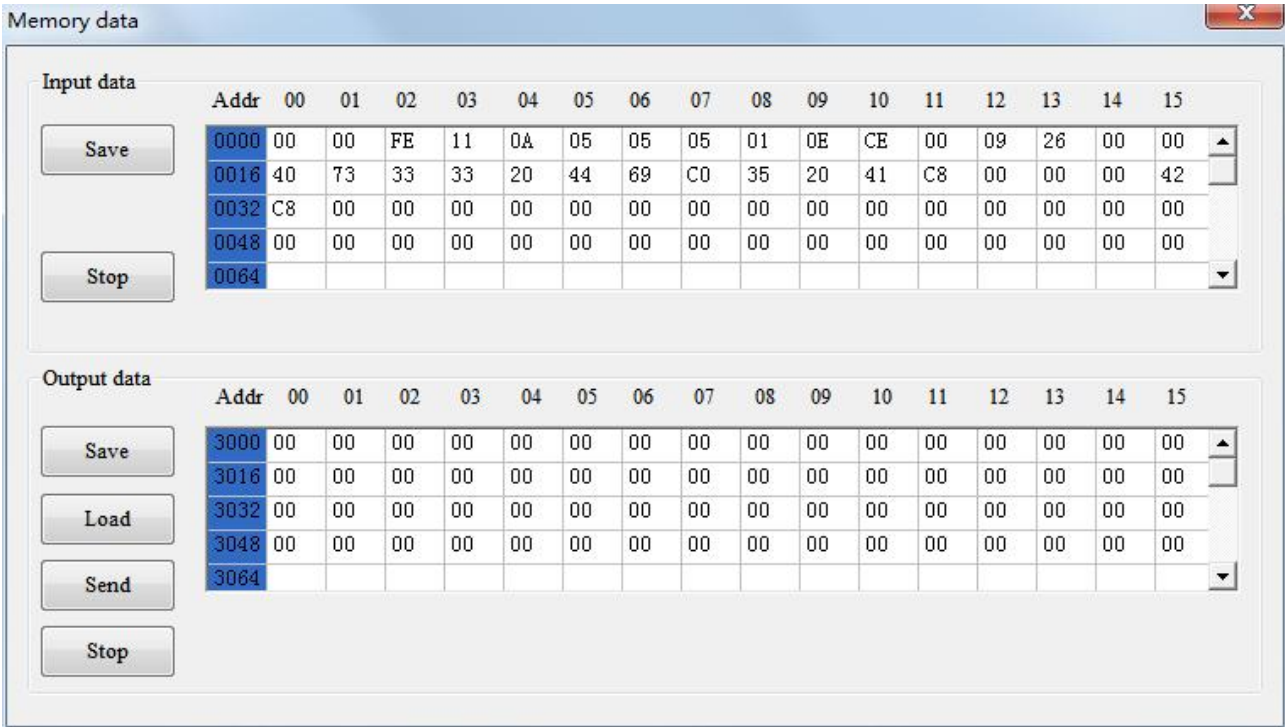 Memory data
Input data
Addr 00 01 02 03 04 05 06 07 08 09 10 11 12 13 14 15
Save
0000 00 00 FE 11 0A 05 05 05 01 0E CE 00 09 26 00 00
0016 40 73 33 33 20 44 69 C0 35 20 41 C8 00 00 00 42
0032 C8 00 00 00 00 00 00 00 00 00 00 00 00 00 00 00
0048 00 00 00 00 00 00 00 00 00 00 00 00 00 00 00 00
Stop
0064
Output data
Addr 00 01 02 03 04 05 06 07 08 09 10 11 12 13 14 15
Save
3000 00 00 00 00 00 00 00 00 00 00 00 00 00 00 00 00
3016 00 00 00 00 00 00 00 00 00 00 00 00 00 00 00 00
Load
3032 00 00 00 00 00 00 00 00 00 00 00 00 00 00 00 00
3048 00 00 00 00 00 00 00 00 00 00 00 00 00 00 00 00
Send
3064
Stop